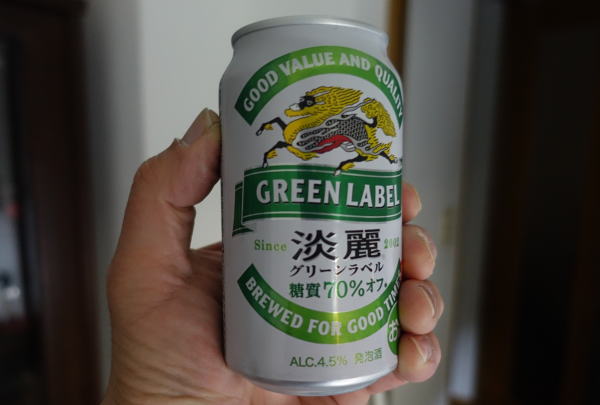 GOOD VALUE AND QUALITY
GREEN LABEL
Since 淡麗 2002
グリーンラベル
糖質70%オフ*
BREWED FOR GOOD TIMES
お
ALC.4.5% 発泡酒